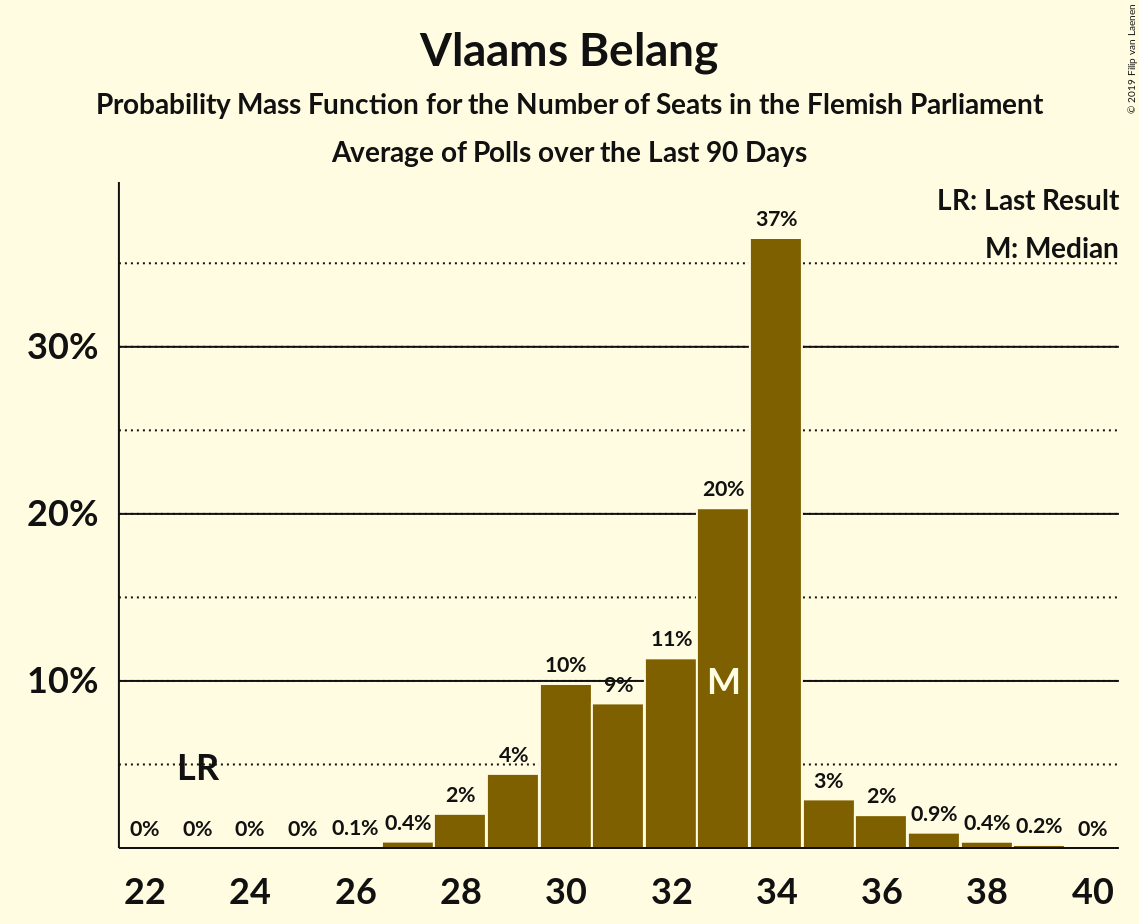 Vlaams Belang
Probability Mass Function for the Number of Seats in the Flemish Parliament
Average of Polls over the Last 90 Days
© 2019 Filip van Laenen
LR: Last Result
M: Median
37%
30%
20%
20%
11%
10%
10%
9%
M
LR
4%
3%
2%
2%
0.9%
0% 0% 0% 0% 0.1% 0.4% 0.4% 0.2% 0%
22 24 26 28 30 32 34 36 38 40